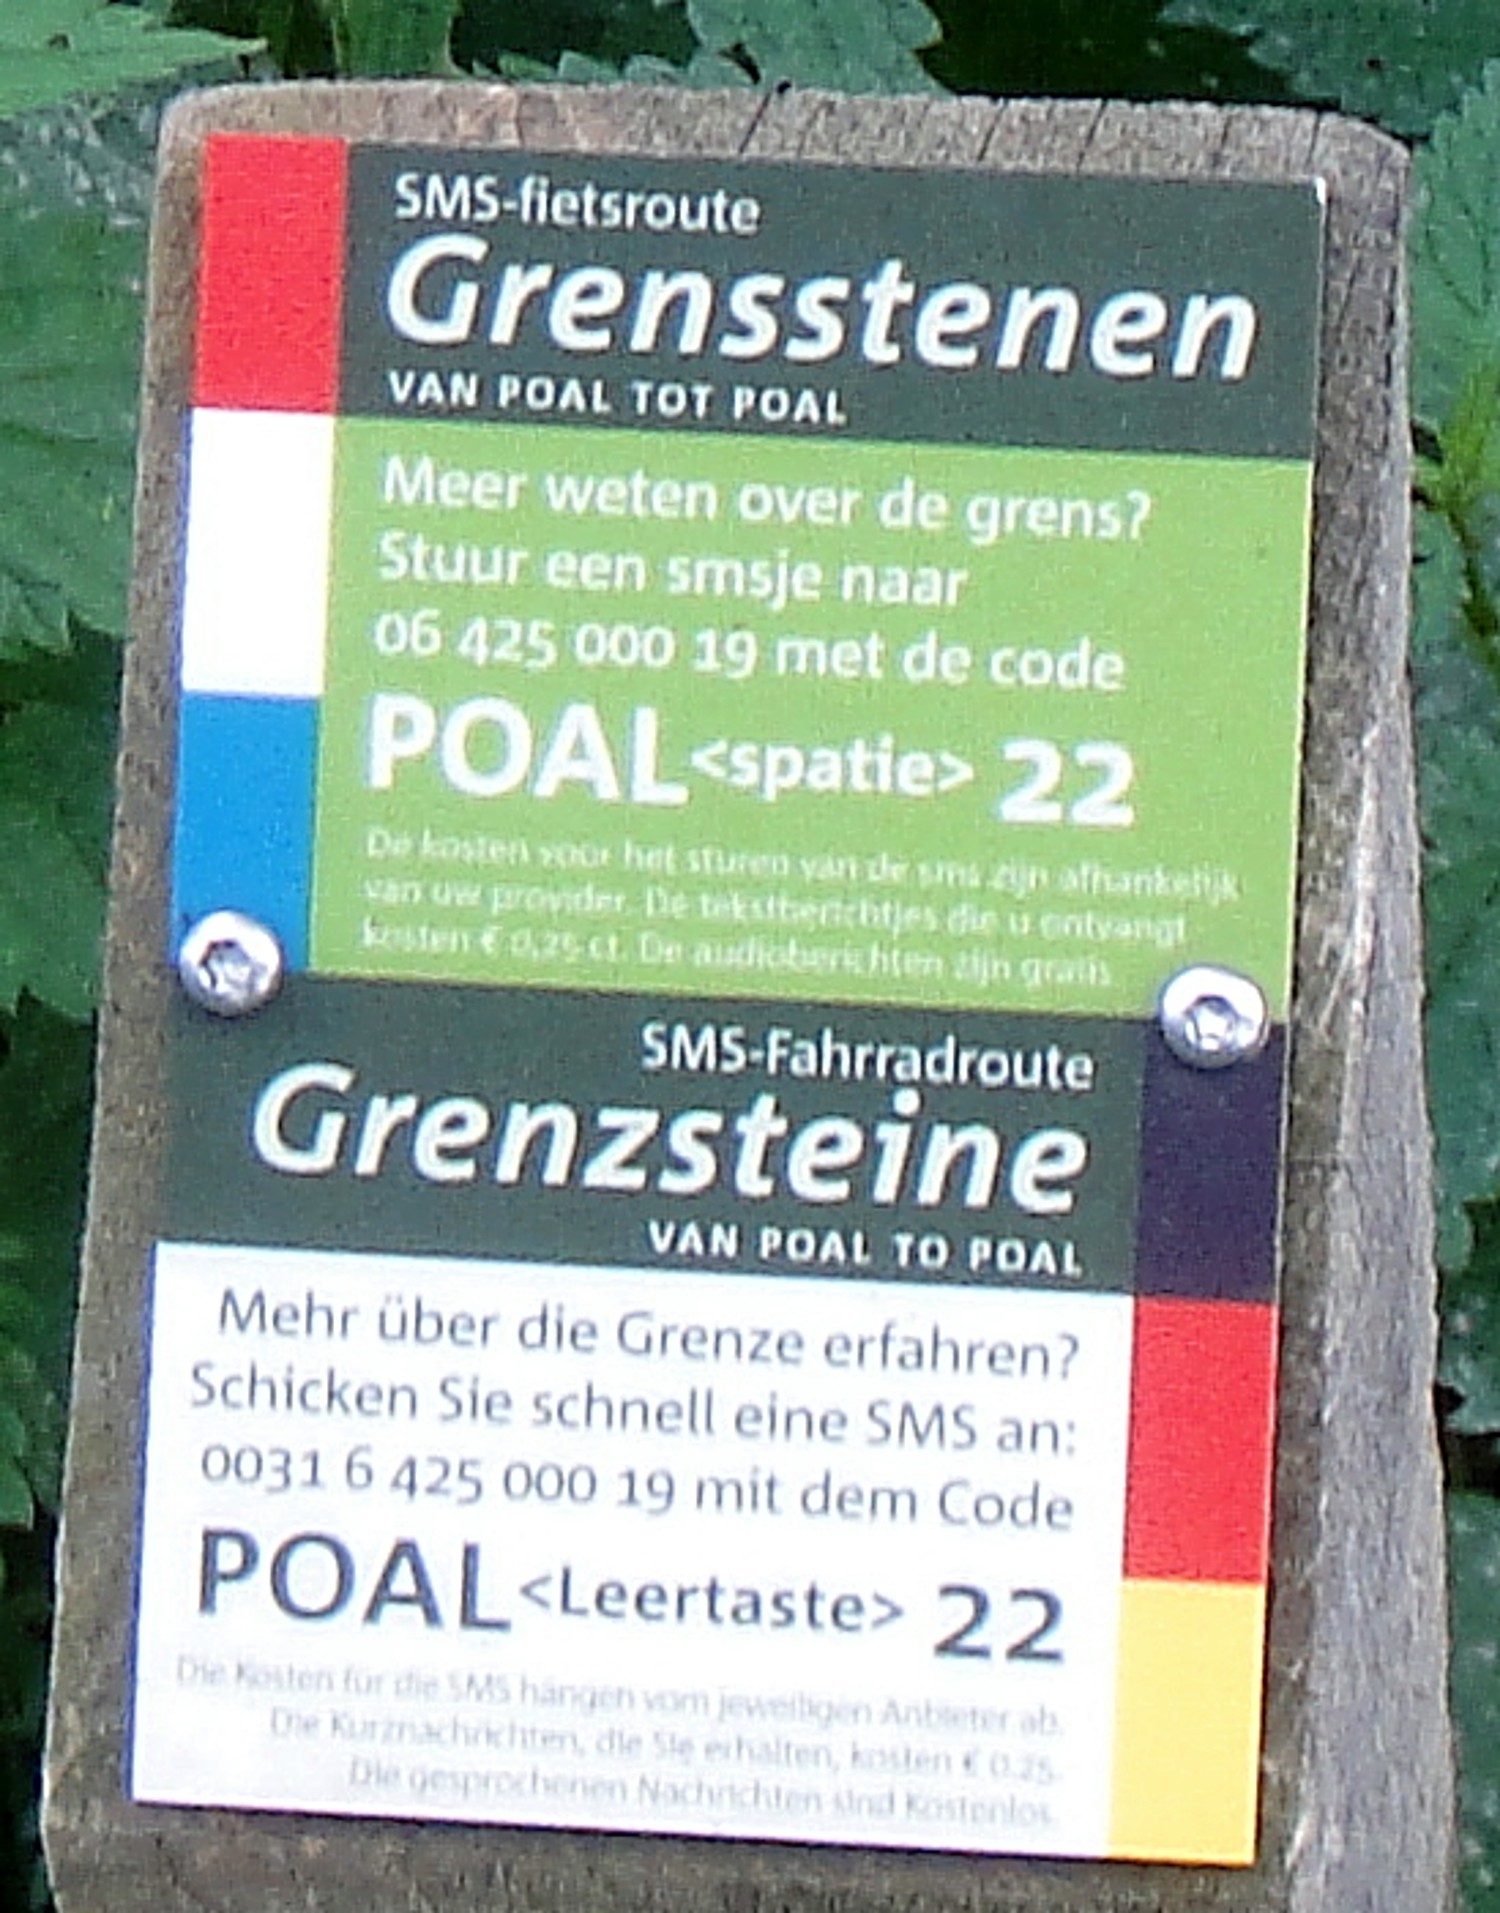 SMS-fietsroute
Grensstenen
VAN POAL TOT POAL
Meer weten over de grens?
Stuur een smsje naar
06 425 000 19 met de code
POAL <spatie> 22
De kosten voor het sturen van de sms zijn afhankelijk
van uw provider. De tekstberichtjes die u ontvangt
kosten € 0,25 ct. De audioberichten zijn gratis
SMS-Fahrradroute
Grenzsteine
VAN POAL TO POAL
Mehr über die Grenze erfahren?
Schicken Sie schnell eine SMS an:
0031 6 425 000 19 mit dem Code
POAL <Leertaste> 22
Die Kosten für die SMS hängen vom jeweiligen Anbieter ab.
Die Kurznachrichten, die Sie erhalten, kosten € 0.25.
Die gesprochenen Nachrichten sind Kostenlos.